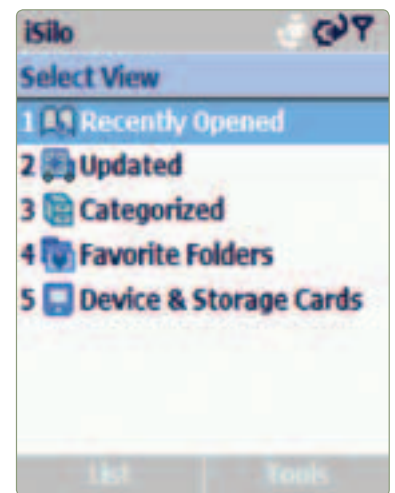 iSilo
Select View
1 Recently Opened
2 Updated
3 Categorized
4 Favorite Folders
5 Device & Storage Cards
List Tools